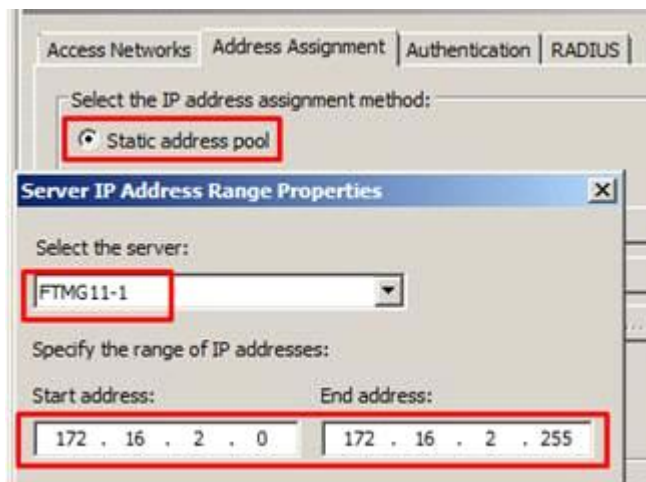 Access Networks Address Assignment Authentication RADIUS
Select the IP address assignment method:
Static address pool
Server IP Address Range Properties
Select the server:
FTMG11-1
Specify the range of IP addresses:
Start address: End address:
172 . 16 . 2 . 0 172 . 16 . 2 . 255